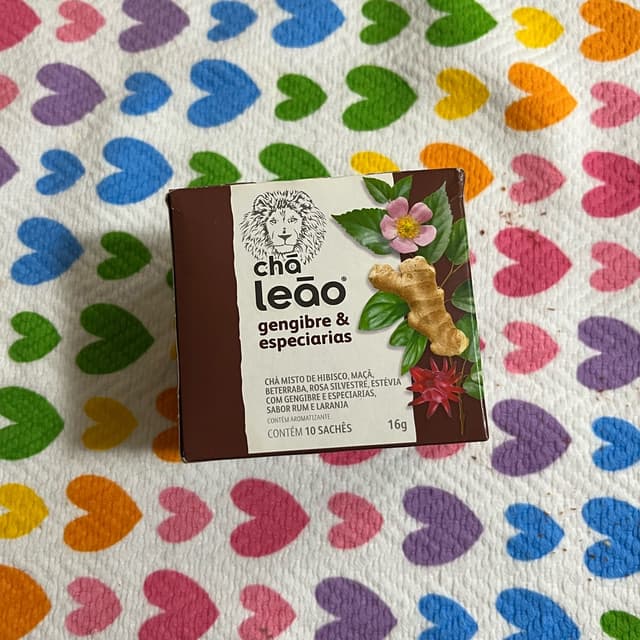 chá
leão®
gengibre &
especiarias
CHÁ MISTO DE HIBISCO, MAÇÃ,
BETERRABA, ROSA SILVESTRE, ESTÉVIA
COM GENGIBRE E ESPECIARIAS,
SABOR RUM E LARANJA
CONTÉM AROMATIZANTE
CONTÉM 10 SACHÊS 16g